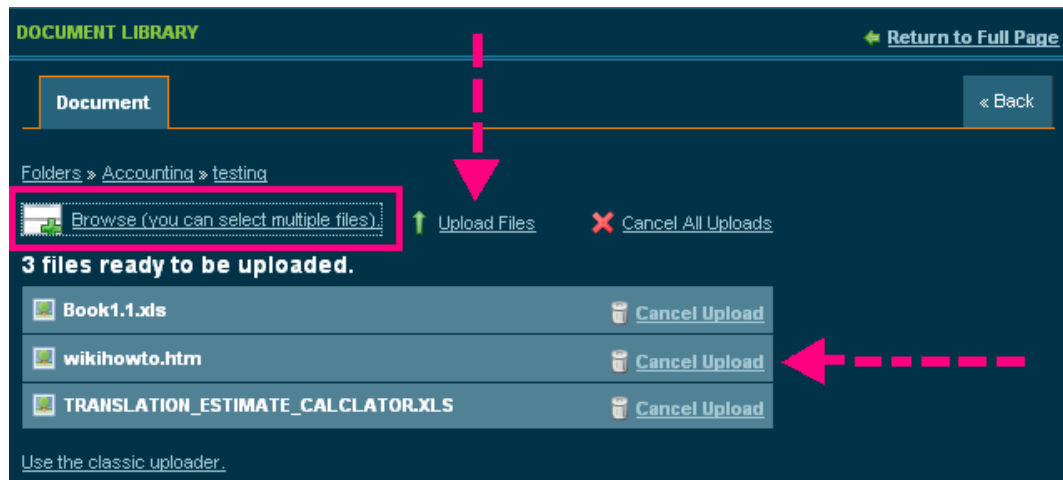 DOCUMENT LIBRARY
Return to Full Page
Document
« Back
Folders » Accounting » testing
Browse (you can select multiple files). Upload Files Cancel All Uploads
3 files ready to be uploaded.
Book1.1.xls Cancel Upload
wikihowto.htm Cancel Upload
TRANSLATION_ESTIMATE_CALCLATOR.XLS Cancel Upload
Use the classic uploader.